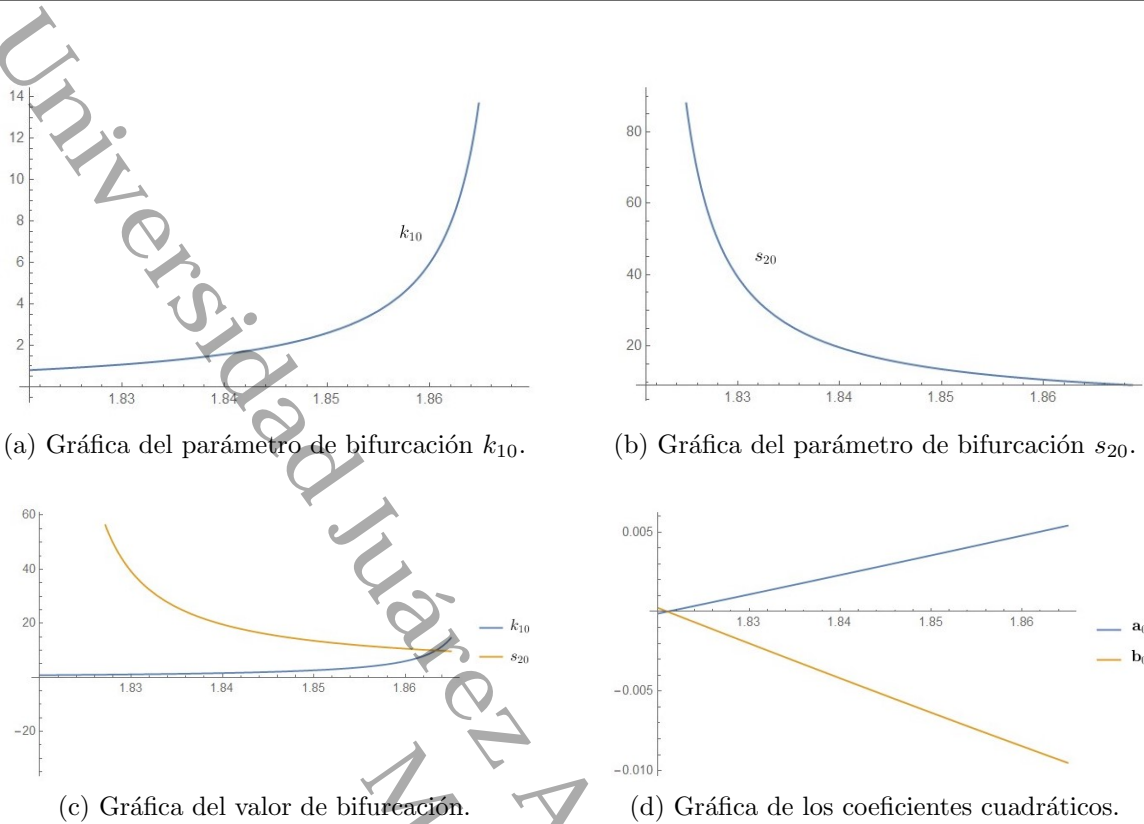 Universidad Juárez A
M
14
12
10
8
6
4
2
1.83 1.84 1.85 1.86
k₁₀
80
60
40
20
1.83 1.84 1.85 1.86
s₂₀
(a) Gráfica del parámetro de bifurcación k₁₀.
(b) Gráfica del parámetro de bifurcación s₂₀.
60
40
20
−20
1.83 1.84 1.85 1.86
k₁₀
s₂₀
0.005
−0.005
−0.010
1.83 1.84 1.85 1.86
a₀
b₀
(c) Gráfica del valor de bifurcación.
(d) Gráfica de los coeficientes cuadráticos.